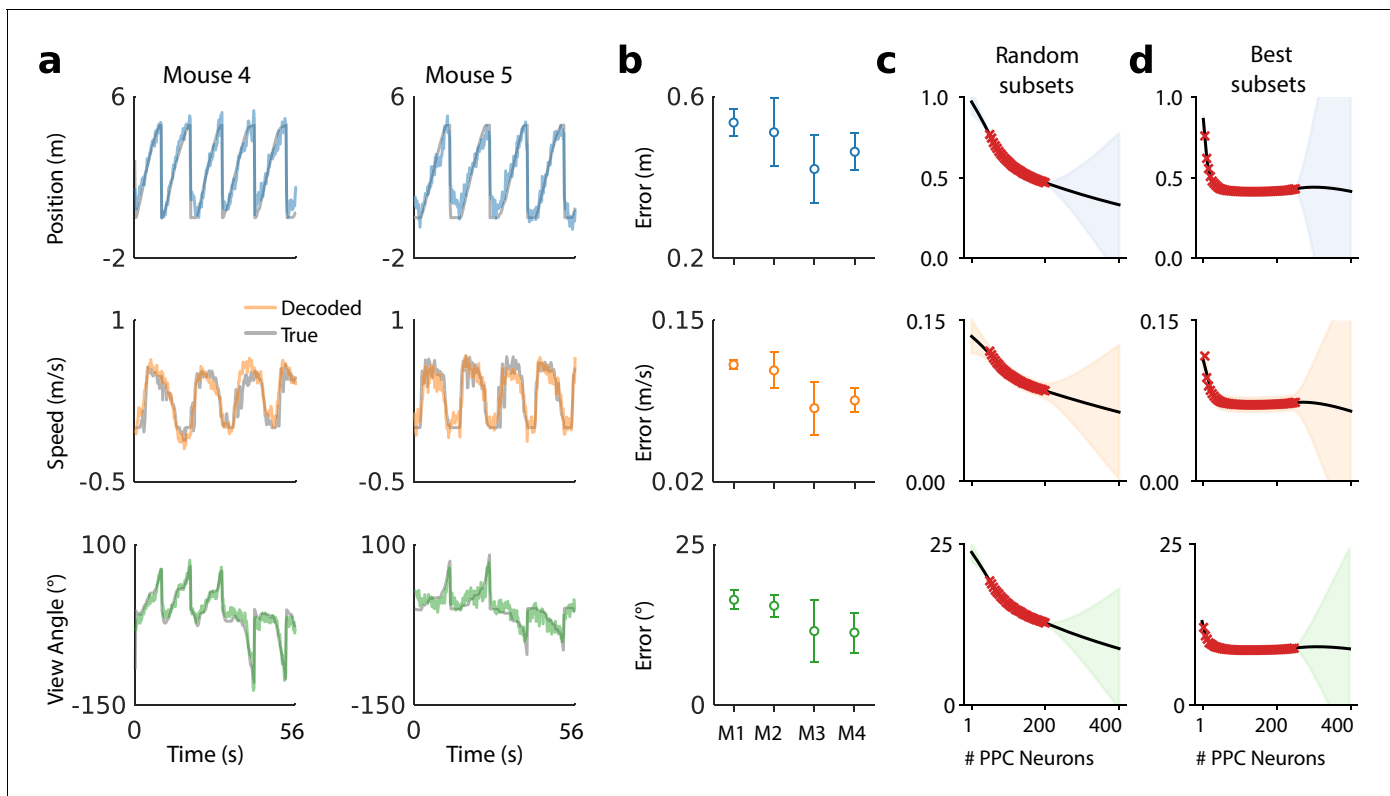 a
Mouse 4
Mouse 5
b
c
Random
subsets
d
Best
subsets
Position (m)
6
-2
6
-2
Error (m)
0.6
0.2
1.0
0.5
0.0
1.0
0.5
0.0
Speed (m/s)
1
-0.5
Decoded
True
1
-0.5
Error (m/s)
0.15
0.02
0.15
0.00
0.15
0.00
View Angle (°)
100
-150
0
56
Time (s)
100
-150
0
56
Time (s)
Error (°)
25
0
M1
M2
M3
M4
25
0
1
200
400
# PPC Neurons
25
0
1
200
400
# PPC Neurons